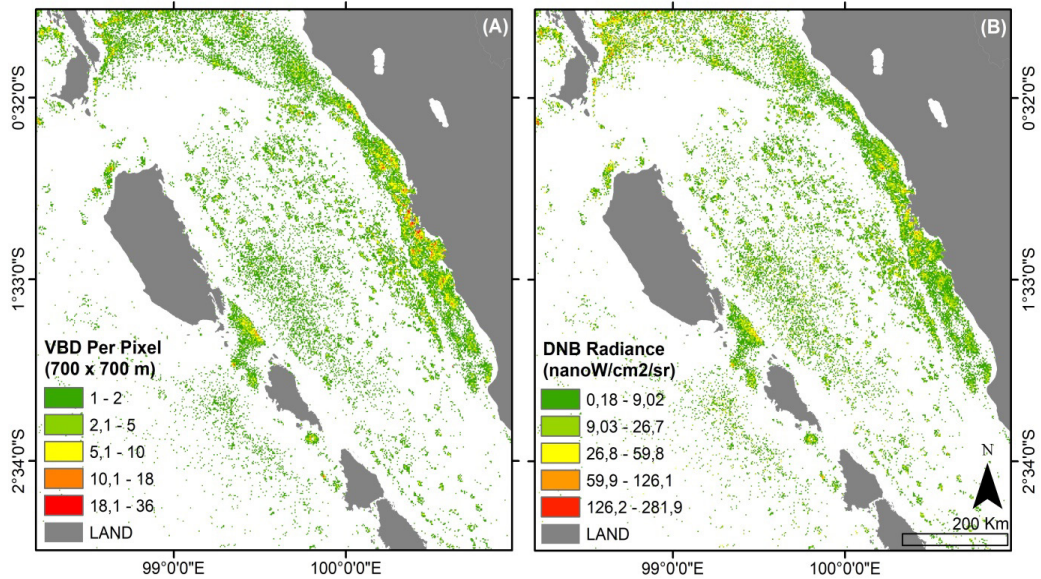 (A)
(B)
0°32'0"S
0°32'0"S
1°33'0"S
1°33'0"S
2°34'0"S
2°34'0"S
VBD Per Pixel
(700 x 700 m)
1 - 2
2,1 - 5
5,1 - 10
10,1 - 18
18,1 - 36
LAND
DNB Radiance
(nanoW/cm2/sr)
0,18 - 9,02
9,03 - 26,7
26,8 - 59,8
59,9 - 126,1
126,2 - 281,9
LAND
N
200 Km
99°0'0"E
100°0'0"E
99°0'0"E
100°0'0"E